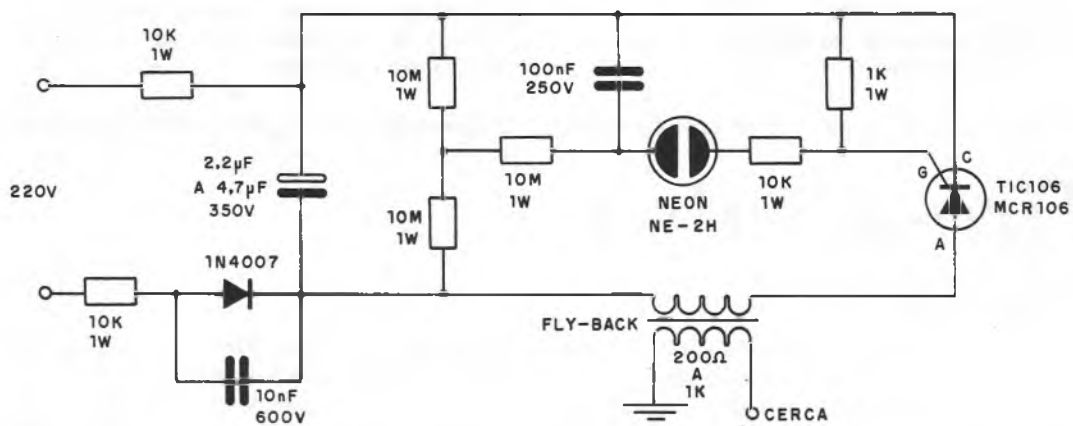 10K
1W
220V
2.2µF
A 4,7µF
350V
1N4007
10K
1W
10nF
600V
10M
1W
10M
1W
10M
1W
100nF
250V
NEON
NE-2H
10K
1W
1K
1W
G
C
A
TIC106
MCR106
FLY-BACK
200Ω
A
1K
CERCA